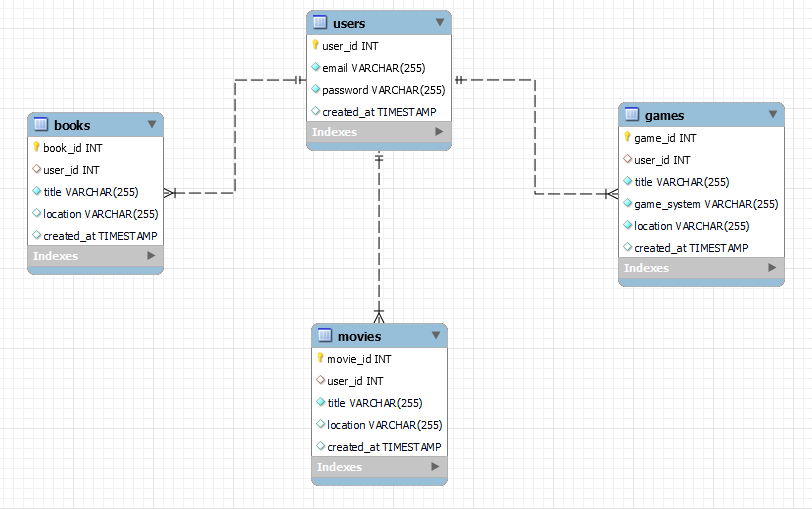 users
user_id INT
email VARCHAR(255)
password VARCHAR(255)
created_at TIMESTAMP
Indexes
books
book_id INT
user_id INT
title VARCHAR(255)
location VARCHAR(255)
created_at TIMESTAMP
Indexes
games
game_id INT
user_id INT
title VARCHAR(255)
game_system VARCHAR(255)
location VARCHAR(255)
created_at TIMESTAMP
Indexes
movies
movie_id INT
user_id INT
title VARCHAR(255)
location VARCHAR(255)
created_at TIMESTAMP
Indexes